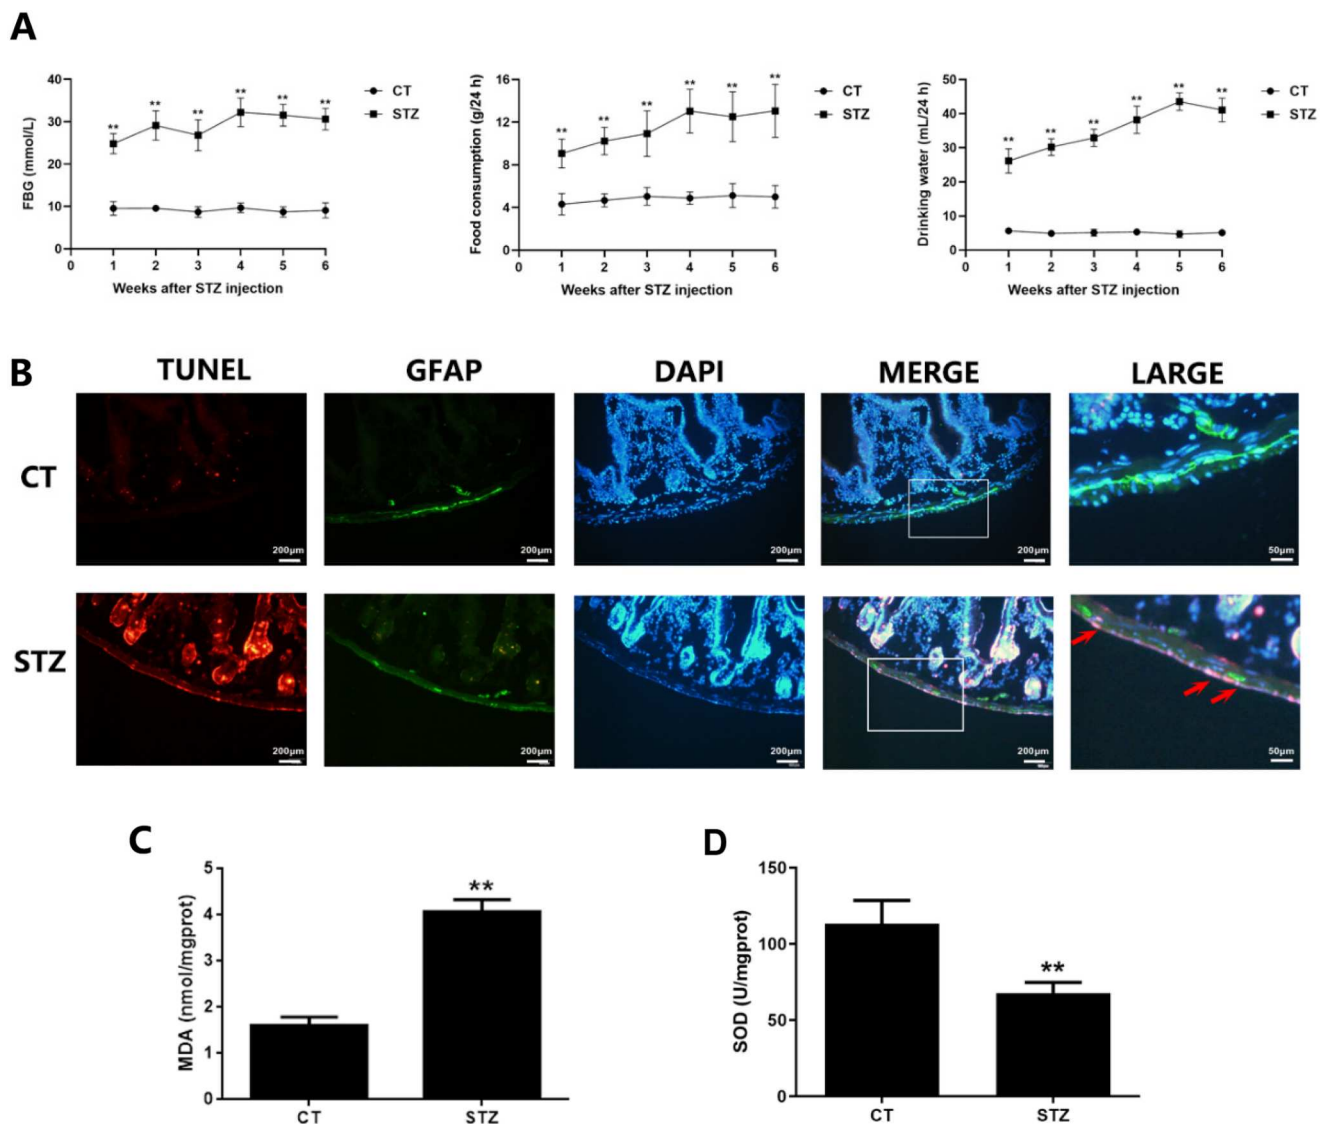 A
FBG (mmol/L)
40
30
20
10
0
0 1 2 3 4 5 6
** ** ** ** ** **
Weeks after STZ injection
CT
STZ
Food consumption (g/24 h)
16
12
8
4
0
0 1 2 3 4 5 6
** ** ** ** ** **
Weeks after STZ injection
CT
STZ
Drinking water (mL/24 h)
50
40
30
20
10
0
0 1 2 3 4 5 6
** ** ** ** ** **
Weeks after STZ injection
CT
STZ
B
TUNEL GFAP DAPI MERGE LARGE
CT
200μm 200μm 200μm 200μm 50μm
STZ
200μm 200μm 200μm 200μm 50μm
C
MDA (nmol/mgprot)
5
4
3
2
1
0
**
CT STZ
D
SOD (U/mgprot)
150
100
50
0
**
CT STZ